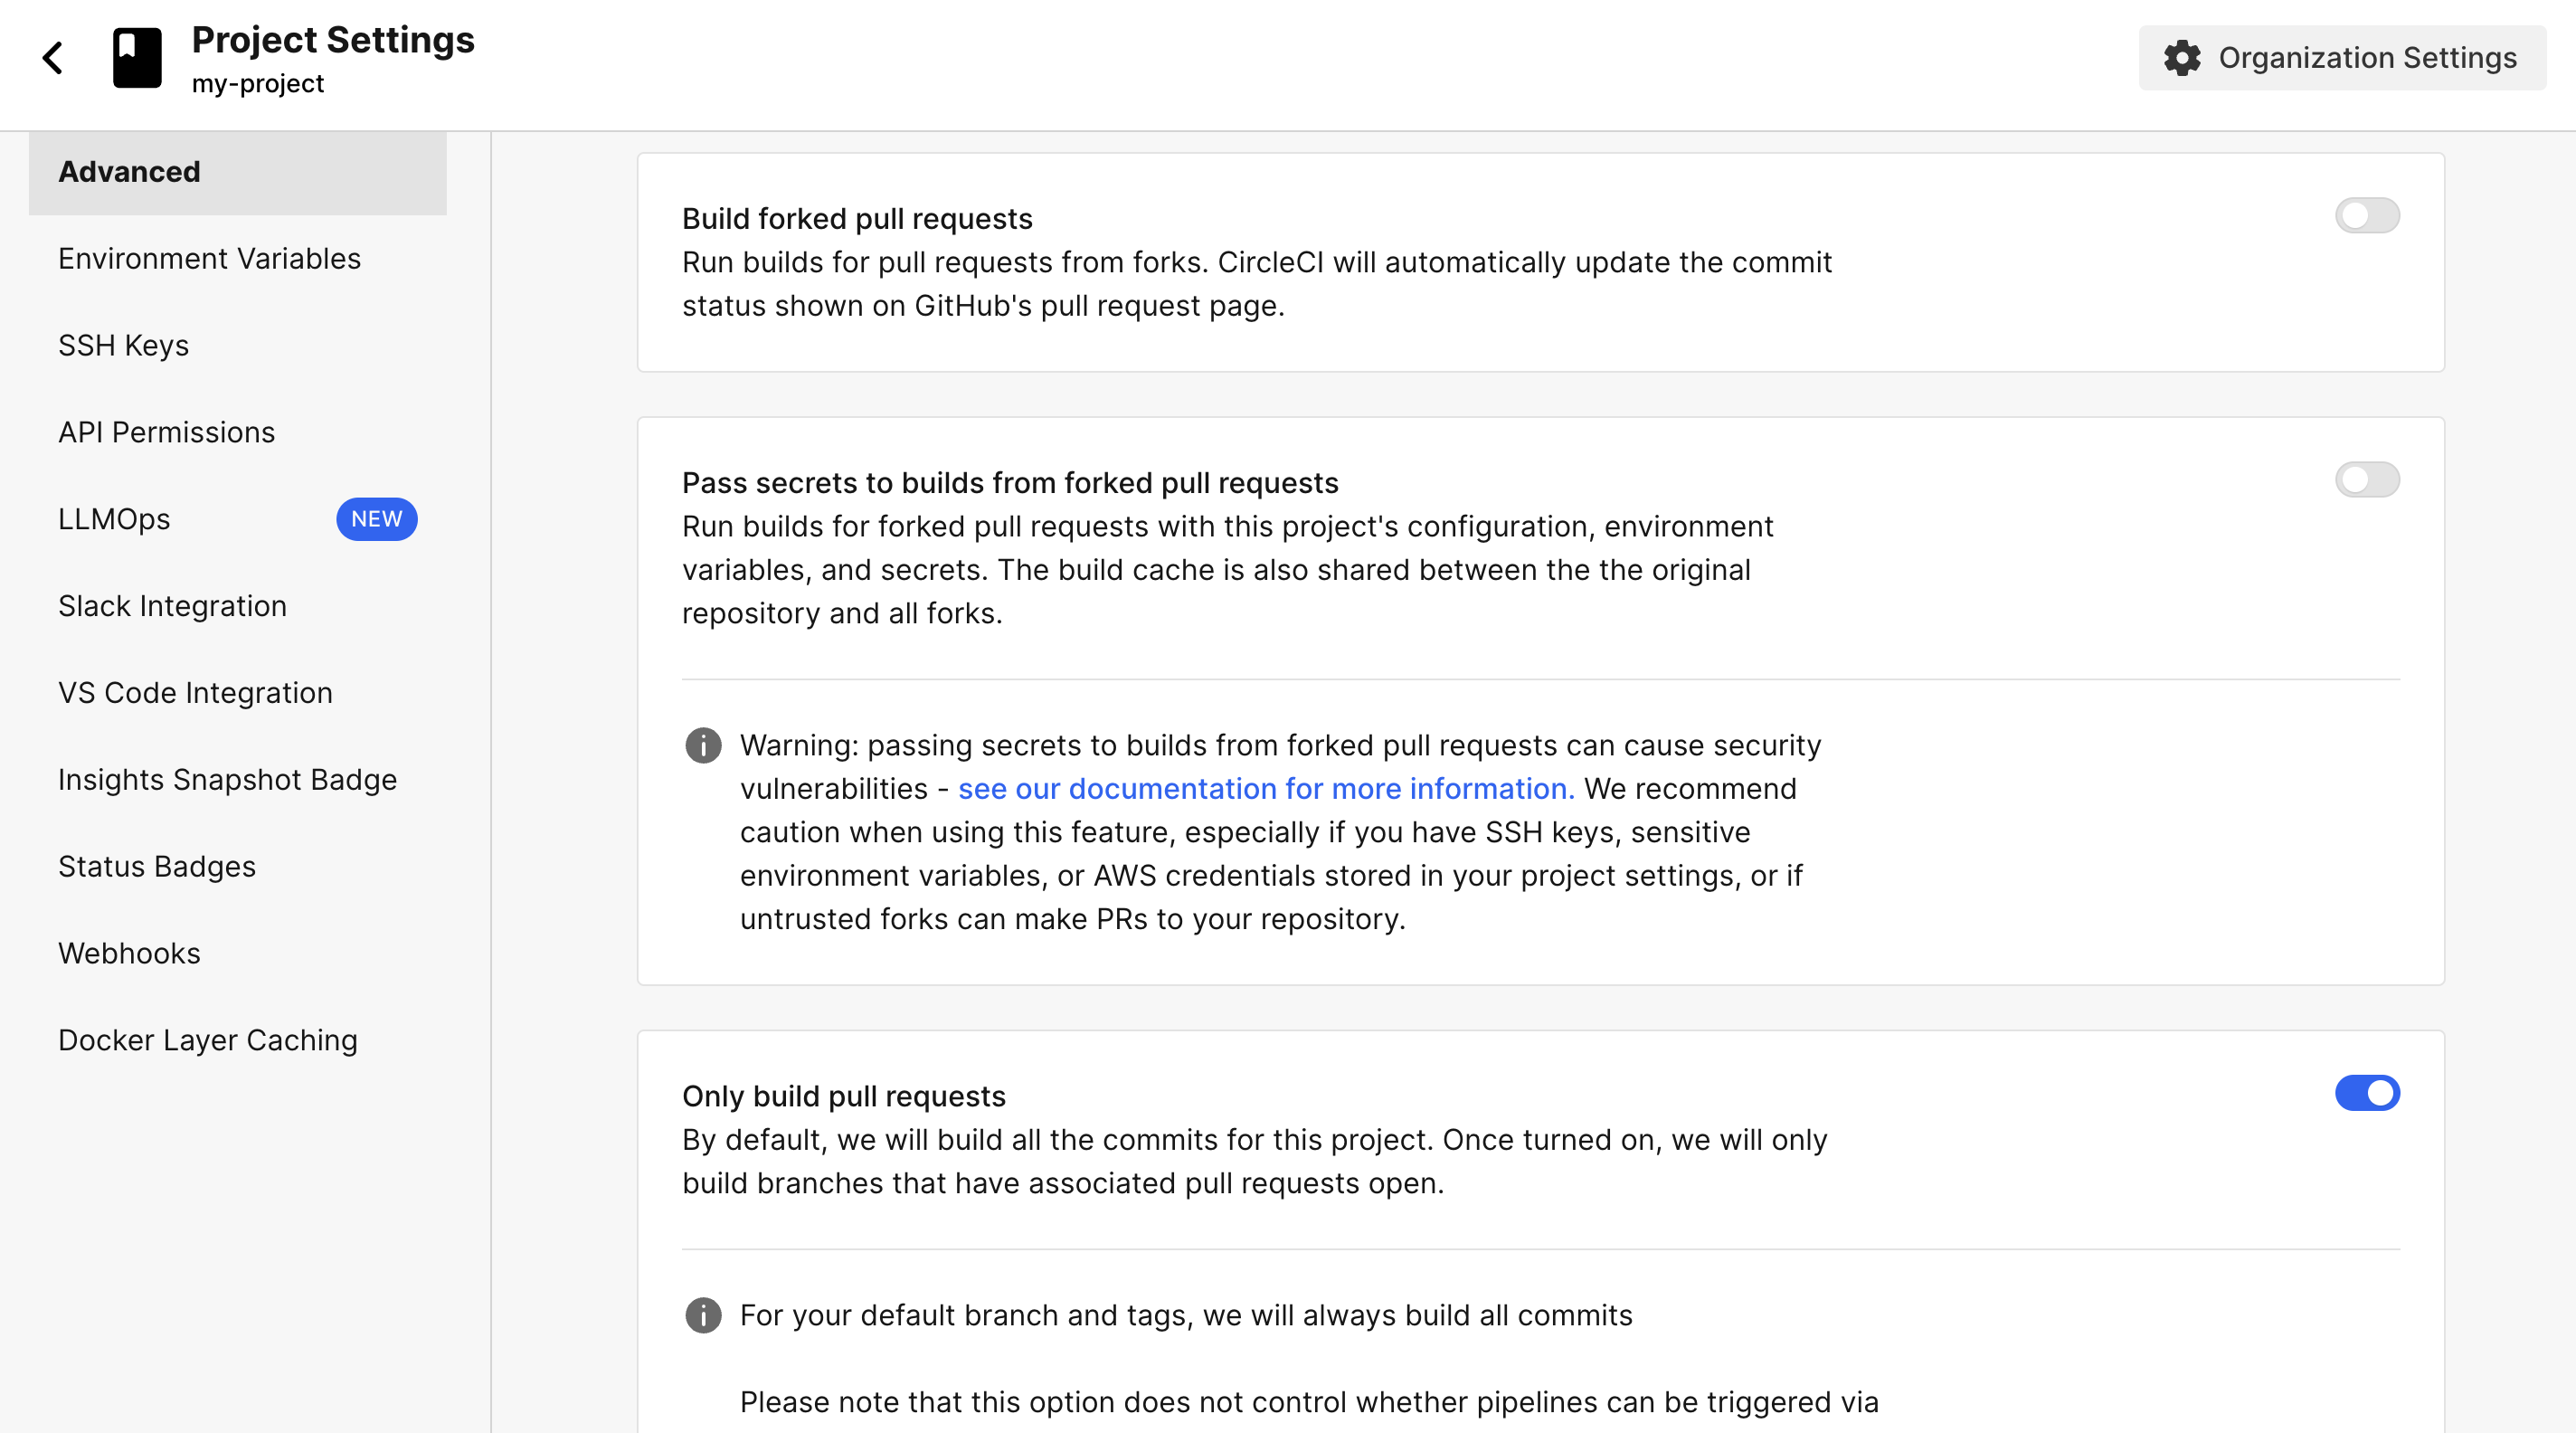 Project Settings
my-project
Organization Settings
Advanced
Environment Variables
SSH Keys
API Permissions
LLMOps
NEW
Slack Integration
VS Code Integration
Insights Snapshot Badge
Status Badges
Webhooks
Docker Layer Caching
Build forked pull requests
Run builds for pull requests from forks. CircleCI will automatically update the commit
status shown on GitHub's pull request page.
Pass secrets to builds from forked pull requests
Run builds for forked pull requests with this project's configuration, environment
variables, and secrets. The build cache is also shared between the the original
repository and all forks.
Warning: passing secrets to builds from forked pull requests can cause security
vulnerabilities - see our documentation for more information. We recommend
caution when using this feature, especially if you have SSH keys, sensitive
environment variables, or AWS credentials stored in your project settings, or if
untrusted forks can make PRs to your repository.
Only build pull requests
By default, we will build all the commits for this project. Once turned on, we will only
build branches that have associated pull requests open.
For your default branch and tags, we will always build all commits
Please note that this option does not control whether pipelines can be triggered via